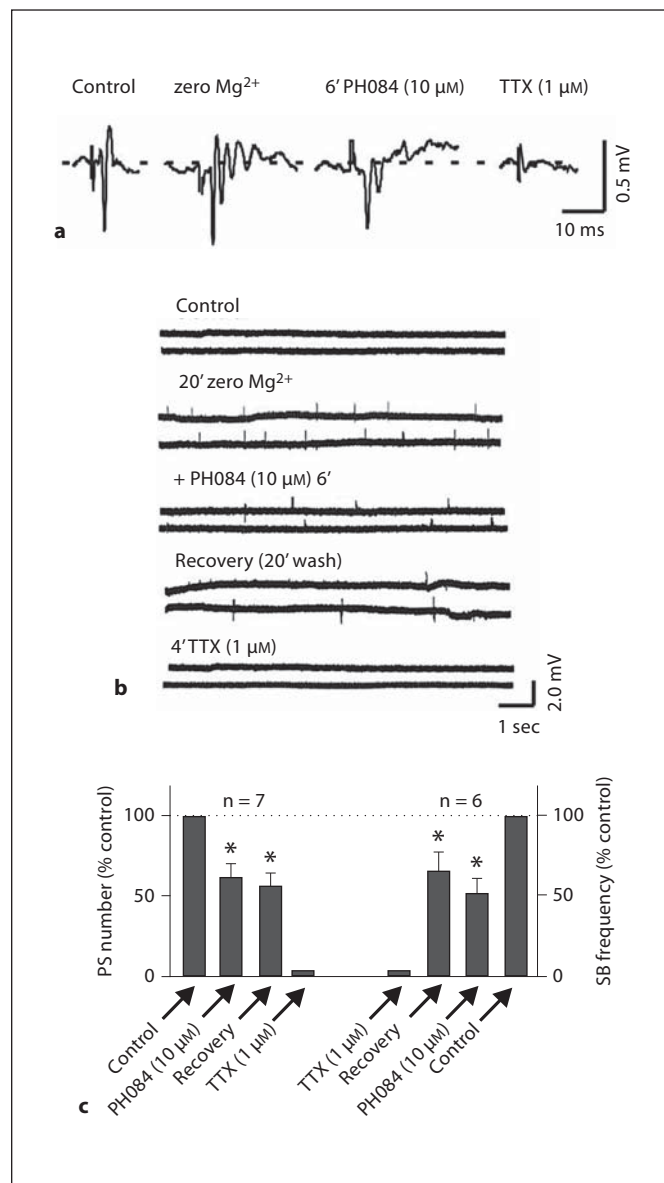 Control zero Mg2+ 6′ PH084 (10 μM) TTX (1 μM)
0.5 mV
10 ms
a
Control
20′ zero Mg2+
+ PH084 (10 μM) 6′
Recovery (20′ wash)
4′ TTX (1 μM)
2.0 mV
1 sec
b
n = 7 n = 6
100 100
50 50
0 0
PS number (% control)
SB frequency (% control)
Control
PH084 (10 μM)
Recovery
TTX (1 μM)
TTX (1 μM)
Recovery
PH084 (10 μM)
Control
* * * *
c